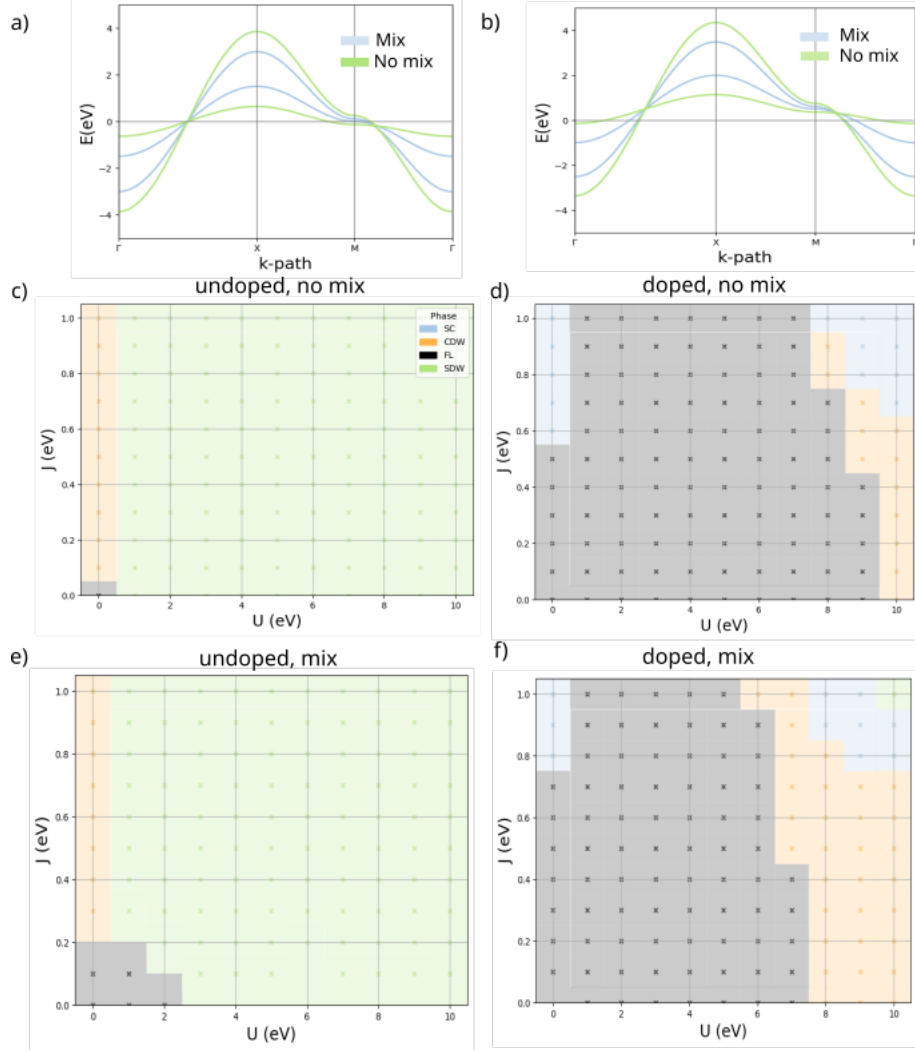 a)
4
2
0
−2
−4
E(eV)
Mix
No mix
Γ
X
M
Γ
k-path
b)
4
2
0
−2
−4
E(eV)
Mix
No mix
Γ
X
M
k-path
c)
undoped, no mix
1.0
0.8
0.6
0.4
0.2
0.0
J (eV)
Phase
SC
CDW
FL
SDW
0 2 4 6 8 10
U (eV)
d)
doped, no mix
1.0
0.8
0.6
0.4
0.2
0.0
J (eV)
0 2 4 6 8 10
U (eV)
e)
undoped, mix
1.0
0.8
0.6
0.4
0.2
0.0
J (eV)
0 2 4 6 8 10
U (eV)
f)
doped, mix
1.0
0.8
0.6
0.4
0.2
0.0
J (eV)
0 2 4 6 8 10
U (eV)